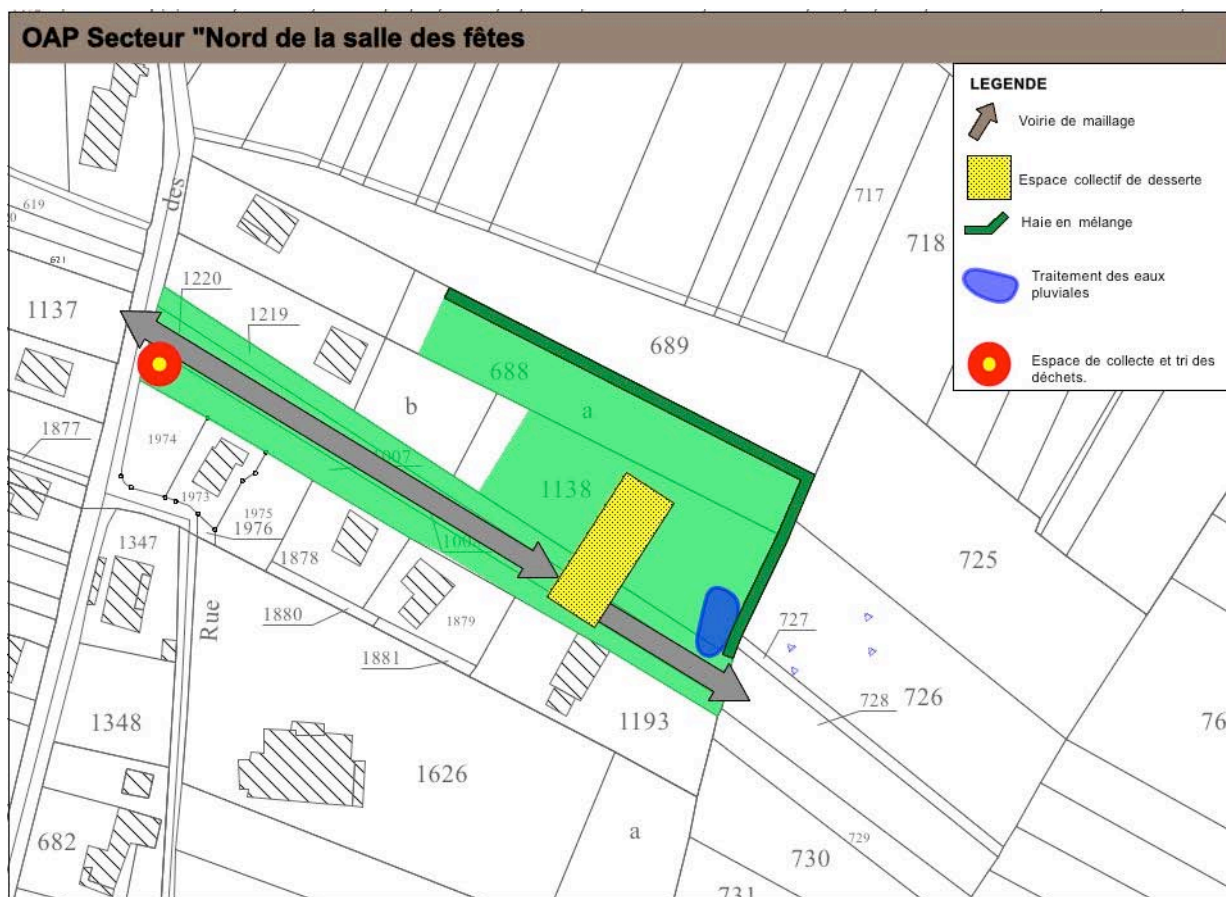 OAP Secteur "Nord de la salle des fêtes
LEGENDE
Voirie de maillage
Espace collectif de desserte
Haie en mélange
Traitement des eaux
pluviales
Espace de collecte et tri des
déchets.
des
619
621
1137
1220
1219
717
718
689
688
a
b
1877
1974
1007
1138
1973
1975
1976
1878
1347
Rue
1880
1879
1881
725
727
728
726
1348
1193
1626
682
a
729
730
731